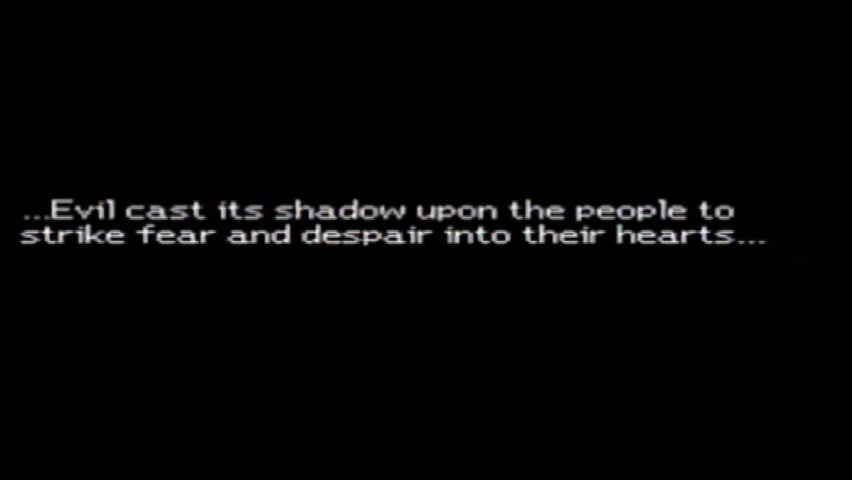 ...Evil cast its shadow upon the people to
strike fear and despair into their hearts...